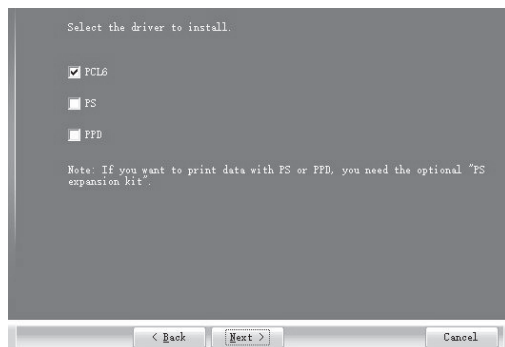 Select the driver to install.
PCL6
PS
PPD
Note: If you want to print data with PS or PPD, you need the optional "PS
expansion kit".
< Back
Next >
Cancel